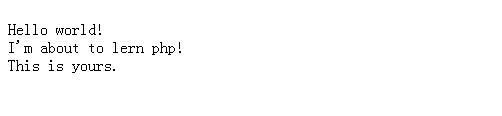 Hello world!
I'm about to lern php!
This is yours.